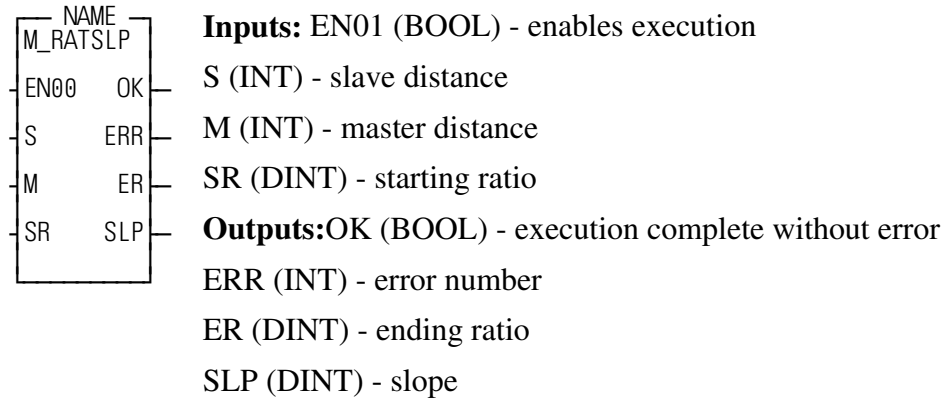 NAME
M_RATSLP
EN00 OK
S ERR
M ER
SR SLP
Inputs: EN01 (BOOL) - enables execution
S (INT) - slave distance
M (INT) - master distance
SR (DINT) - starting ratio
Outputs:OK (BOOL) - execution complete without error
ERR (INT) - error number
ER (DINT) - ending ratio
SLP (DINT) - slope